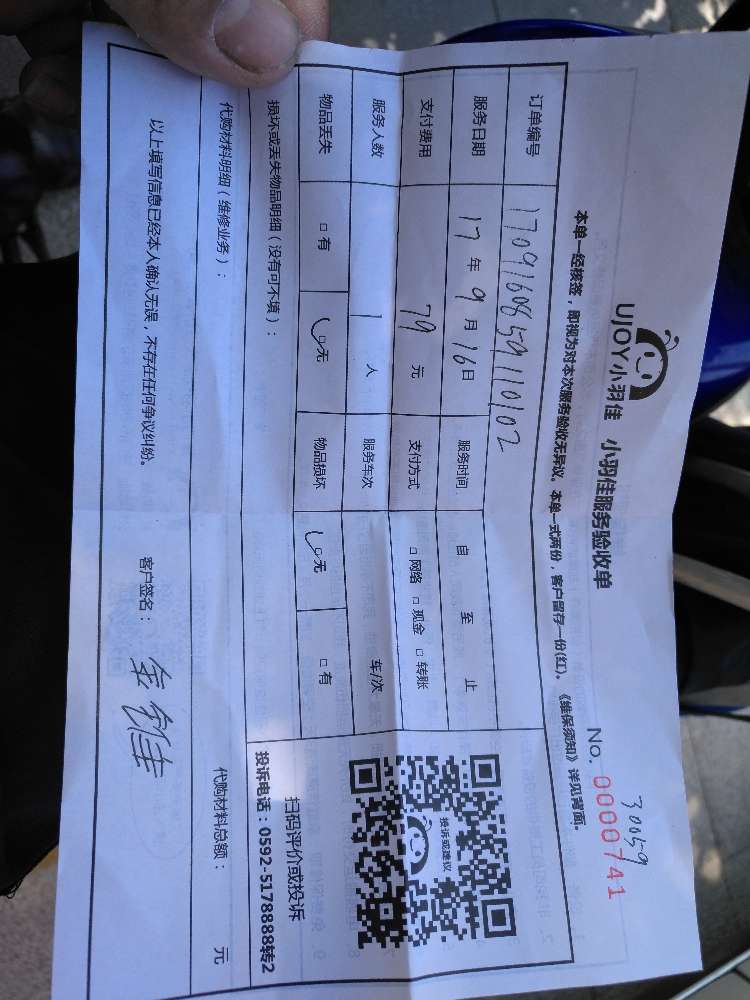 30059
UJOY小羽佳 小羽佳服务验收单 No. 0000741
本单一经核签，即视为对本次服务验收无异议。本单一式两份，客户留存一份(红)。《维保须知》详见背面。
订单编号 1709160859110102
服务日期 17年9月16日 服务时间 自 至 止
支付费用 79元 支付方式 □网络 □现金 □转账
服务人数 1人 服务车次 车/次
物品丢失 □有 □无 物品损坏 □无 □有
投诉或建议
扫码评价或投诉
投诉电话：0592-5178888转2
损坏或丢失物品明细（没有可不填）：
代购材料明细（维修业务）： 代购材料总额： 元
以上填写信息已经本人确认无误，不存在任何争议纠纷。 客户签名：